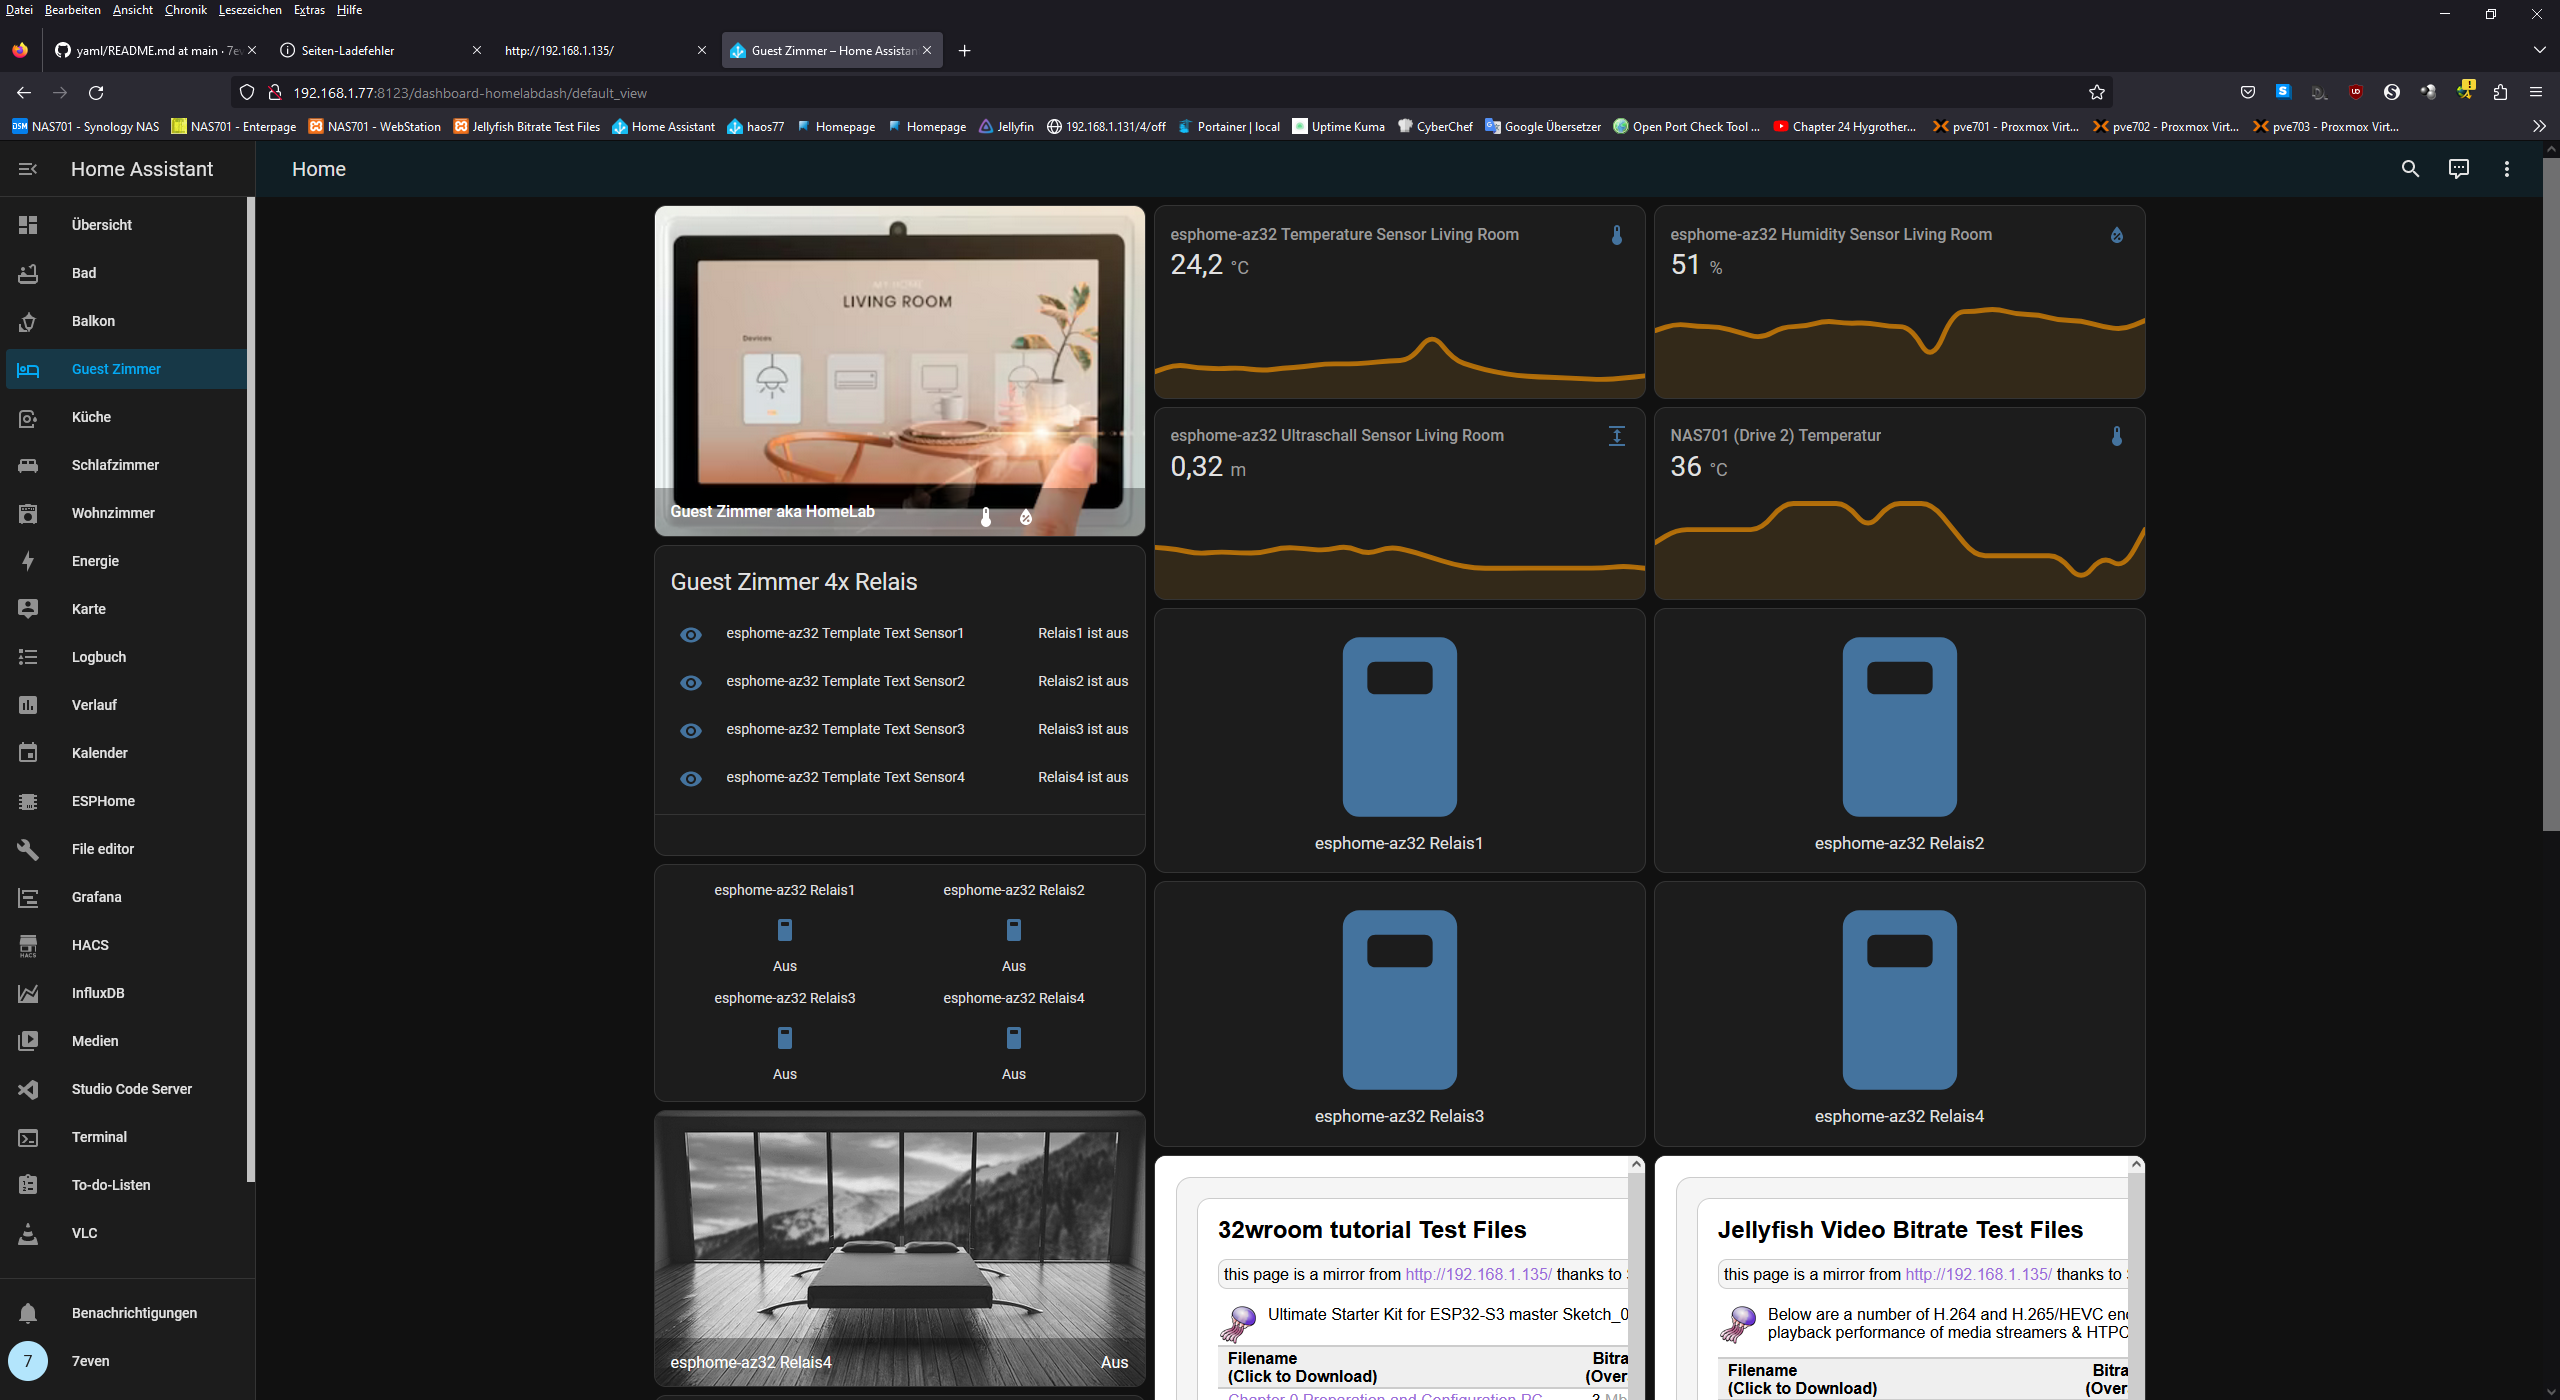 Datei Bearbeiten Ansicht Chronik Lesezeichen Extras Hilfe
yaml/README.md at main · 7ev
Seiten-Ladefehler
http://192.168.1.135/
Guest Zimmer – Home Assistan
192.168.1.77:8123/dashboard-homelabdash/default_view
NAS701 - Synology NAS
NAS701 - Enterpage
NAS701 - WebStation
Jellyfish Bitrate Test Files
Home Assistant
haos77
Homepage
Homepage
Jellyfin
192.168.1.131/4/off
Portainer | local
Uptime Kuma
CyberChef
Google Übersetzer
Open Port Check Tool ...
Chapter 24 Hygrother...
pve701 - Proxmox Virt...
pve702 - Proxmox Virt...
pve703 - Proxmox Virt...
Home Assistant
Home
Übersicht
Bad
Balkon
Guest Zimmer
Küche
Schlafzimmer
Wohnzimmer
Energie
Karte
Logbuch
Verlauf
Kalender
ESPHome
File editor
Grafana
HACS
InfluxDB
Medien
Studio Code Server
Terminal
To-do-Listen
VLC
Benachrichtigungen
7 7even
MY HOME
LIVING ROOM
Devices
Guest Zimmer aka HomeLab
Guest Zimmer 4x Relais
esphome-az32 Template Text Sensor1 Relais1 ist aus
esphome-az32 Template Text Sensor2 Relais2 ist aus
esphome-az32 Template Text Sensor3 Relais3 ist aus
esphome-az32 Template Text Sensor4 Relais4 ist aus
esphome-az32 Relais1 esphome-az32 Relais2
Aus Aus
esphome-az32 Relais3 esphome-az32 Relais4
Aus Aus
esphome-az32 Relais4 Aus
esphome-az32 Temperature Sensor Living Room
24,2 °C
esphome-az32 Humidity Sensor Living Room
51 %
esphome-az32 Ultraschall Sensor Living Room
0,32 m
NAS701 (Drive 2) Temperatur
36 °C
esphome-az32 Relais1
esphome-az32 Relais2
esphome-az32 Relais3
esphome-az32 Relais4
32wroom tutorial Test Files
this page is a mirror from http://192.168.1.135/ thanks to
Ultimate Starter Kit for ESP32-S3 master Sketch_0
Filename Bitra
(Click to Download) (Over
Chapter 0 Preparation and Configuration PC 3 Mb
Jellyfish Video Bitrate Test Files
this page is a mirror from http://192.168.1.135/ thanks to
Below are a number of H.264 and H.265/HEVC en
playback performance of media streamers & HTPC
Filename Bitra
(Click to Download) (Over